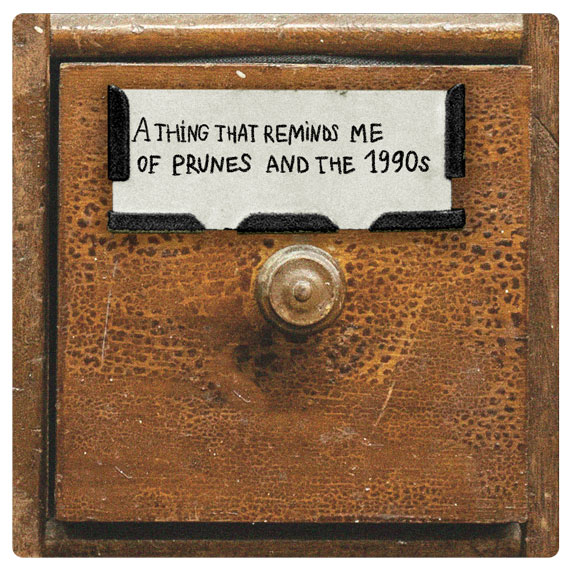 A THING THAT REMINDS ME
OF PRUNES AND THE 1990s